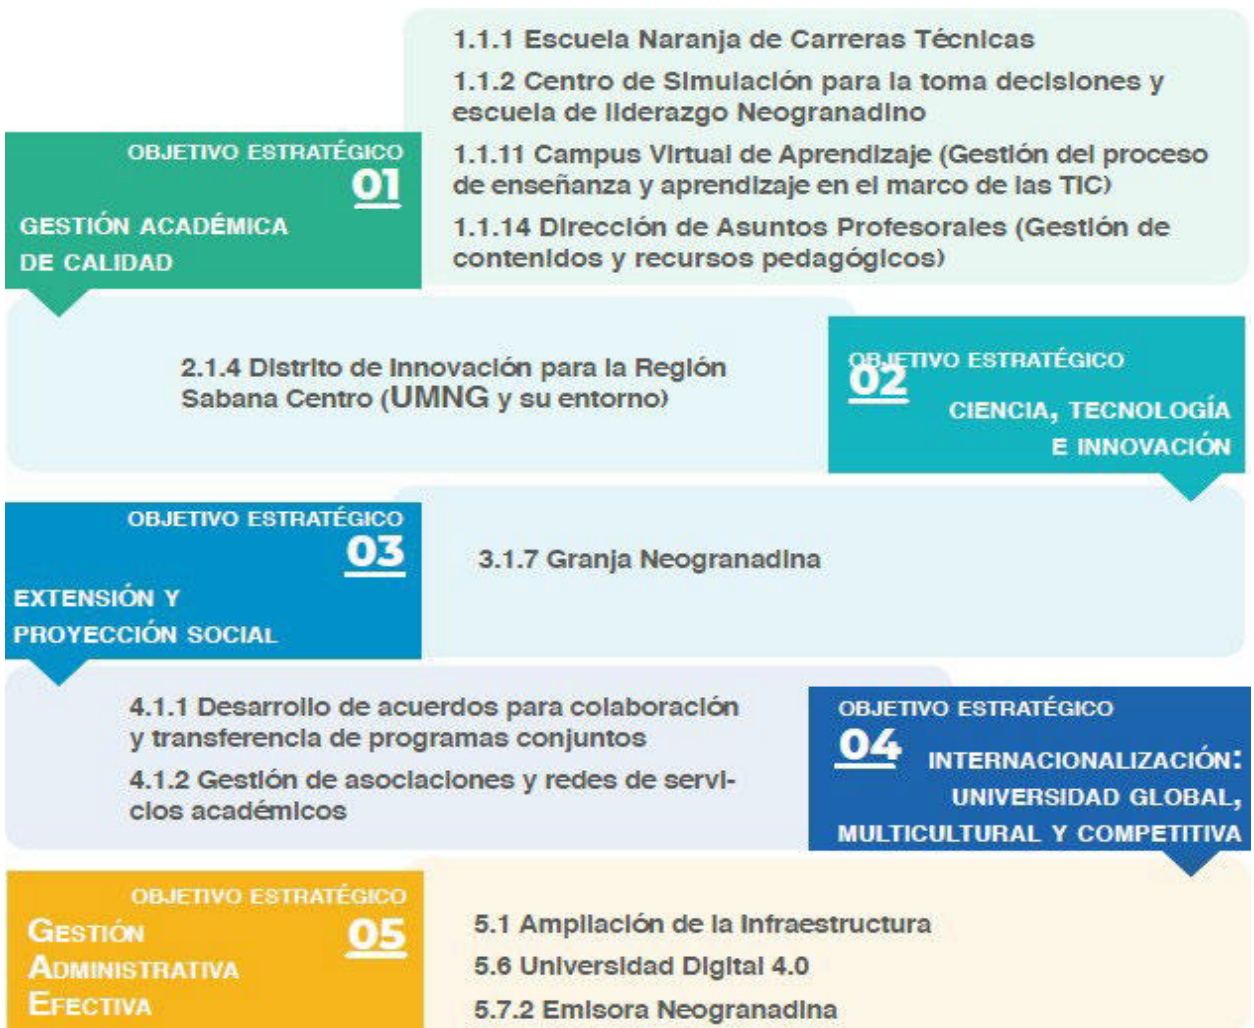 OBJETIVO ESTRATÉGICO
01
GESTIÓN ACADÉMICA
DE CALIDAD
1.1.1 Escuela Naranja de Carreras Técnicas
1.1.2 Centro de Simulación para la toma decisiones y
escuela de liderazgo Neogranadino
1.1.11 Campus Virtual de Aprendizaje (Gestión del proceso
de enseñanza y aprendizaje en el marco de las TIC)
1.1.14 Dirección de Asuntos Profesorales (Gestión de
contenidos y recursos pedagógicos)
2.1.4 Distrito de Innovación para la Región
Sabana Centro (UMNG y su entorno)
OBJETIVO ESTRATÉGICO
02
CIENCIA, TECNOLOGÍA
E INNOVACIÓN
OBJETIVO ESTRATÉGICO
03
EXTENSIÓN Y
PROYECCIÓN SOCIAL
3.1.7 Granja Neogranadina
4.1.1 Desarrollo de acuerdos para colaboración
y transferencia de programas conjuntos
4.1.2 Gestión de asociaciones y redes de servi-
cios académicos
OBJETIVO ESTRATÉGICO
04 INTERNACIONALIZACIÓN:
UNIVERSIDAD GLOBAL,
MULTICULTURAL Y COMPETITIVA
OBJETIVO ESTRATÉGICO
05
GESTIÓN
ADMINISTRATIVA
EFECTIVA
5.1 Ampliación de la Infraestructura
5.6 Universidad Digital 4.0
5.7.2 Emisora Neogranadina